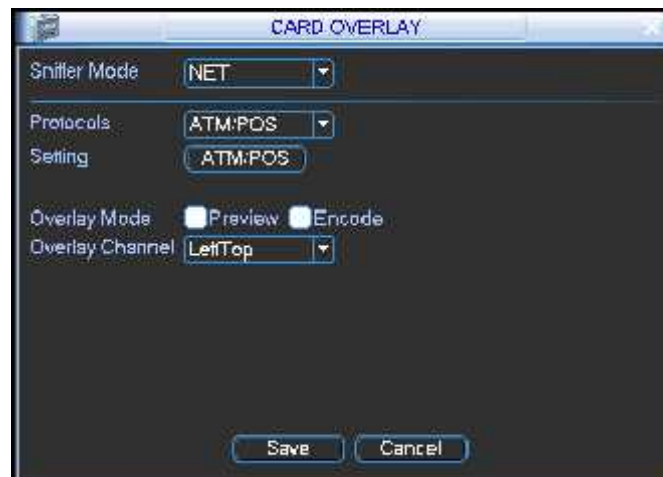 CARD OVERLAY
Sniffer Mode NET
Protocols ATM/POS
Setting ATM/POS
Overlay Mode Preview Encode
Overlay Channel LeftTop
Save Cancel